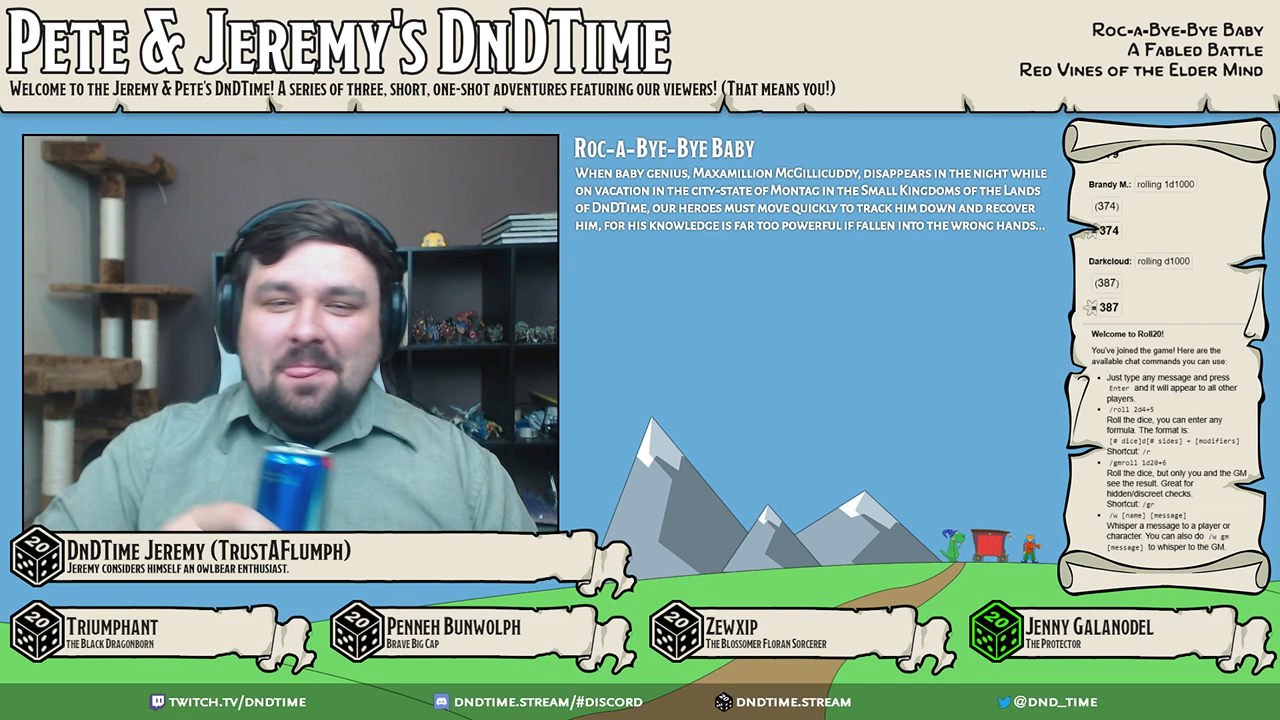 PETE & JEREMY'S DNDTIME
WELCOME TO THE JEREMY & PETE'S DNDTIME! A SERIES OF THREE, SHORT, ONE-SHOT ADVENTURES FEATURING OUR VIEWERS! (THAT MEANS YOU!)
ROC-A-BYE-BYE BABY
A FABLED BATTLE
RED VINES OF THE ELDER MIND
ROC-A-BYE-BYE BABY
WHEN BABY GENIUS, MAXAMILLION MCGILLICUDDY, DISAPPEARS IN THE NIGHT WHILE
ON VACATION IN THE CITY-STATE OF MONTAG IN THE SMALL KINGDOMS OF THE LANDS
OF DNDTIME, OUR HEROES MUST MOVE QUICKLY TO TRACK HIM DOWN AND RECOVER
HIM, FOR HIS KNOWLEDGE IS FAR TOO POWERFUL IF FALLEN INTO THE WRONG HANDS...
Brandy M.: rolling 1d1000
(374)
=374
Darkcloud: rolling d1000
(387)
=387
Welcome to Roll20!
You've joined the game! Here are the
available chat commands you can use:
• Just type any message and press
Enter and it will appear to all other
players.
• /roll 2d4+5
Roll the dice, you can enter any
formula. The format is:
[# dice]d[# sides] + [modifiers]
Shortcut: /r
• /gmroll 1d20+6
Roll the dice, but only you and the GM
see the result. Great for
hidden/discreet checks.
Shortcut: /gr
• /w [name] [message]
Whisper a message to a player or
character. You can also do /w gm
[message] to whisper to the GM.
20
DNDTIME JEREMY (TRUSTAFLUMPH)
JEREMY CONSIDERS HIMSELF AN OWLBEAR ENTHUSIAST.
20
TRIUMPHANT
THE BLACK DRAGONBORN
20
PENNEH BUNWOLPH
BRAVE BIG CAP
20
ZEWXIP
THE BLOSSOMER FLORAN SORCERER
20
JENNY GALANODEL
THE PROTECTOR
TWITCH.TV/DNDTIME
DNDTIME.STREAM/#DISCORD
DNDTIME.STREAM
@DND_TIME